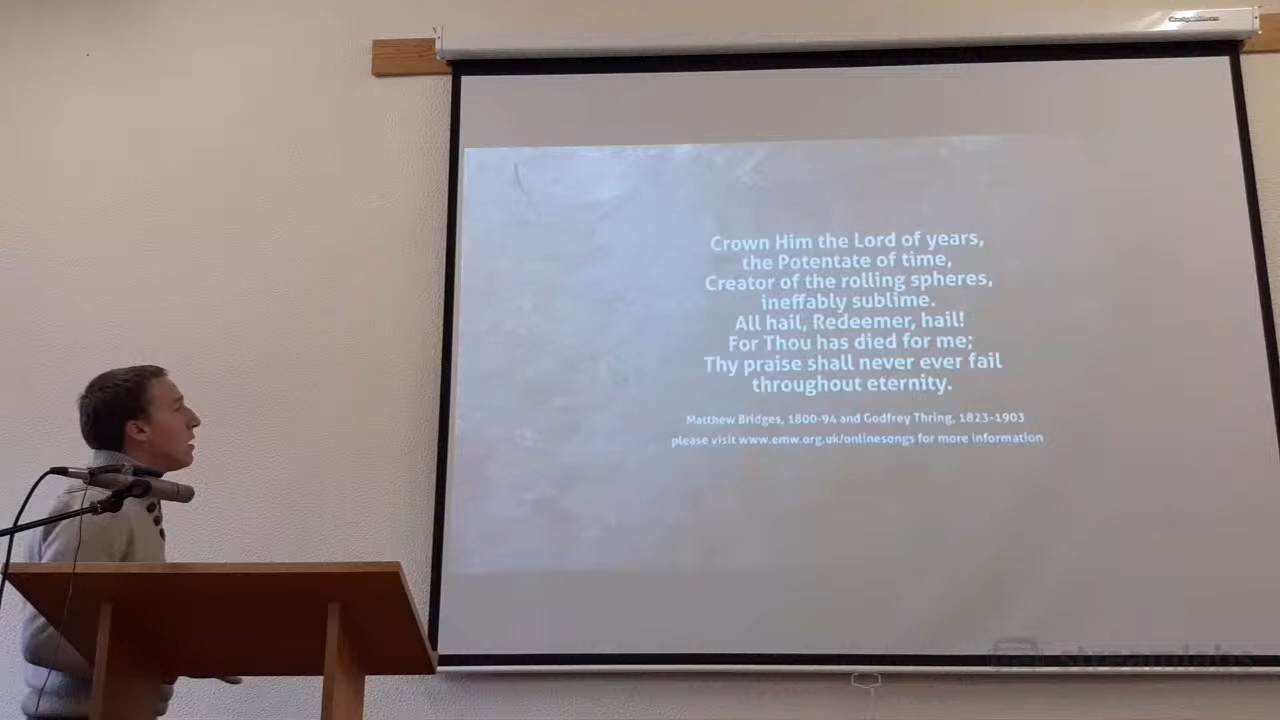 Crown Him the Lord of years,
the Potentate of time,
Creator of the rolling spheres,
ineffably sublime.
All hail, Redeemer, hail!
For Thou has died for me;
Thy praise shall never ever fail
throughout eternity.
Matthew Bridges, 1800-94 and Godfrey Thring, 1823-1903
please visit www.emw.org.uk/onlinesongs for more information
streamlabs